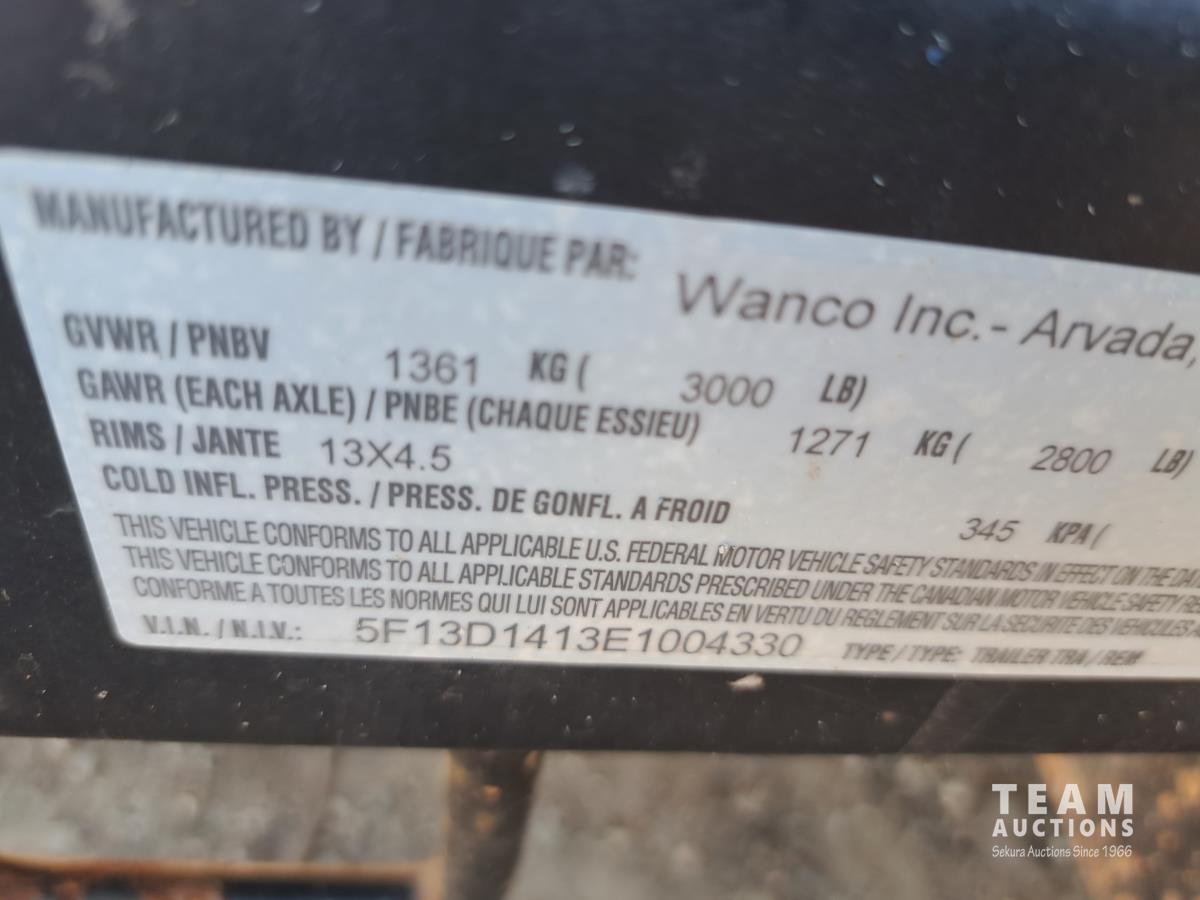 MANUFACTURED BY / FABRIQUE PAR: Wanco Inc. - Arvada,
GVWR / PNBV 1361 KG ( 3000 LB)
GAWR (EACH AXLE) / PNBE (CHAQUE ESSIEU) 1271 KG ( 2800 LB)
RIMS / JANTE 13X4.5
COLD INFL. PRESS. / PRESS. DE GONFL. A FROID 345 KPA (
THIS VEHICLE CONFORMS TO ALL APPLICABLE U.S. FEDERAL MOTOR VEHICLE SAFETY STANDARDS IN EFFECT ON THE
THIS VEHICLE CONFORMS TO ALL APPLICABLE STANDARDS PRESCRIBED UNDER THE CANADIAN MOTOR VEHICLE SAFETY
CONFORME A TOUTES LES NORMES QUI LUI SONT APPLICABLES EN VERTU DU REGLEMENT SUR LA SECURITE DES VEHICULES
V.I.N. / N.I.V.: 5F13D1413E1004330 TYPE / TYPE: TRAILER TRA / REM
TEAM
AUCTIONS
Sekura Auctions Since 1966